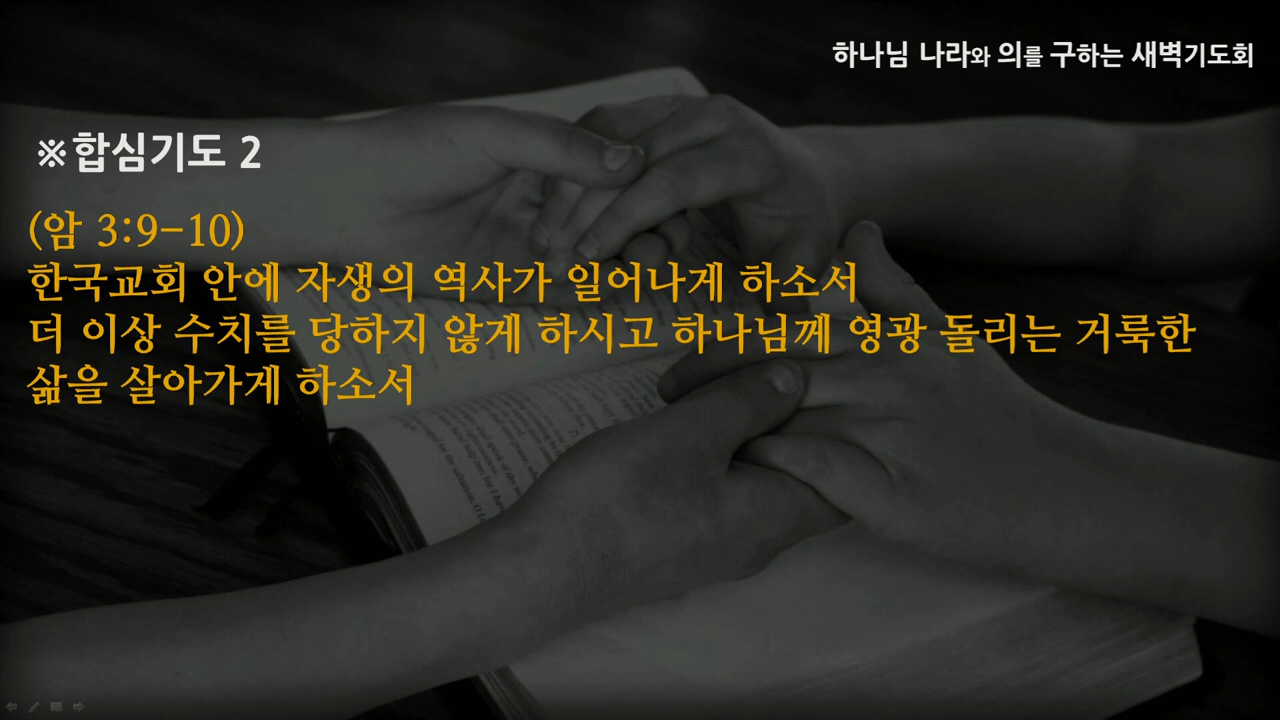 하나님 나라와 의를 구하는 새벽기도회
※합심기도 2
(암 3:9-10)
한국교회 안에 자생의 역사가 일어나게 하소서
더 이상 수치를 당하지 않게 하시고 하나님께 영광 돌리는 거룩한
삶을 살아가게 하소서